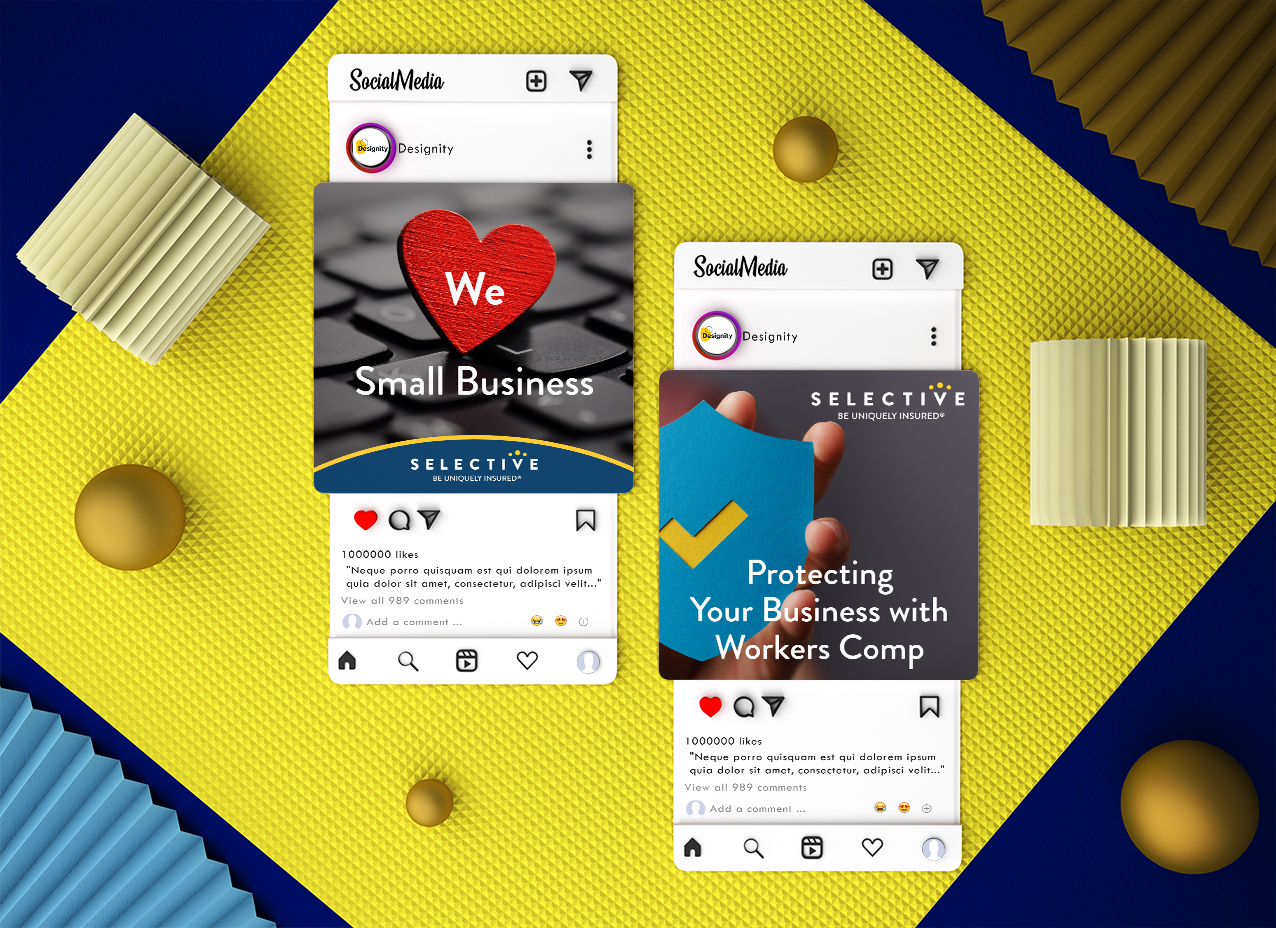 SocialMedia
Designity
Designity
We
Small Business
SELECTIVE
BE UNIQUELY INSURED®
1000000 likes
"Neque porro quisquam est qui dolorem ipsum
quia dolor sit amet, consectetur, adipisci velit..."
View all 989 comments
Add a comment ...
SocialMedia
Designity
Designity
SELECTIVE
BE UNIQUELY INSURED®
Protecting
Your Business with
Workers Comp
1000000 likes
"Neque porro quisquam est qui dolorem ipsum
quia dolor sit amet, consectetur, adipisci velit..."
View all 989 comments
Add a comment ...